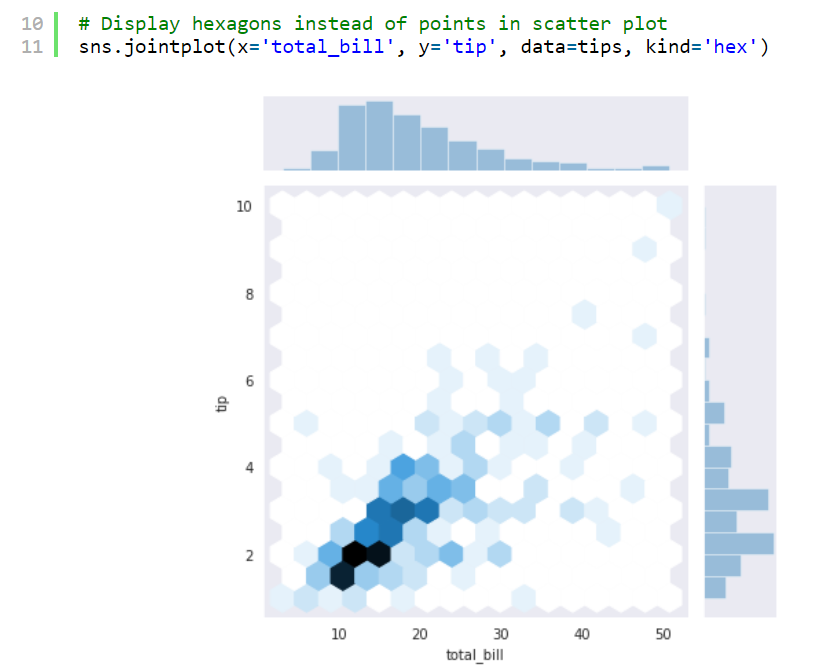 10 # Display hexagons instead of points in scatter plot
11 sns.jointplot(x='total_bill', y='tip', data=tips, kind='hex')
10
8
6
tip
4
2
10 20 30 40 50
total_bill